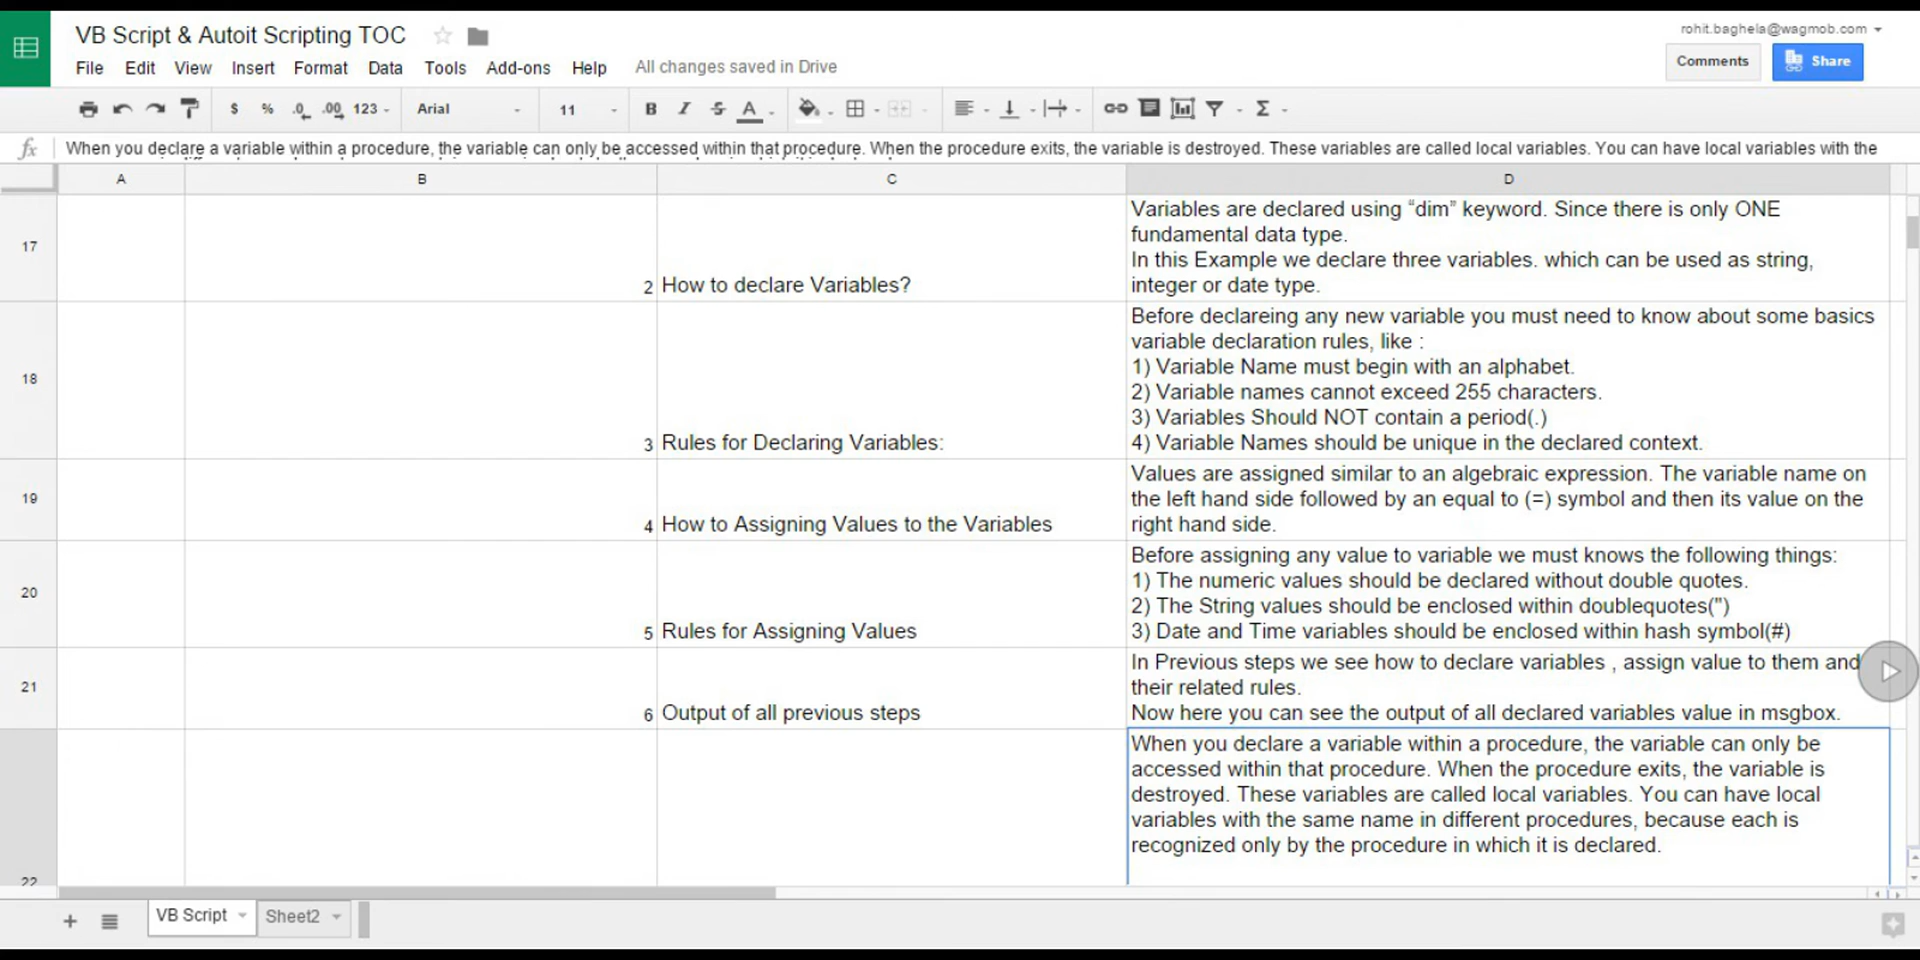 VB Script & Autoit Scripting TOC
rohit.baghela@wagmob.com
File Edit View Insert Format Data Tools Add-ons Help All changes saved in Drive
Comments Share
$ % .0 .00 123 Arial 11 B I S A Σ
fx When you declare a variable within a procedure, the variable can only be accessed within that procedure. When the procedure exits, the variable is destroyed. These variables are called local variables. You can have local variables with the
A B C D
17
2 How to declare Variables?
Variables are declared using “dim” keyword. Since there is only ONE
fundamental data type.
In this Example we declare three variables. which can be used as string,
integer or date type.
18
3 Rules for Declaring Variables:
Before declareing any new variable you must need to know about some basics
variable declaration rules, like :
1) Variable Name must begin with an alphabet.
2) Variable names cannot exceed 255 characters.
3) Variables Should NOT contain a period(.)
4) Variable Names should be unique in the declared context.
19
4 How to Assigning Values to the Variables
Values are assigned similar to an algebraic expression. The variable name on
the left hand side followed by an equal to (=) symbol and then its value on the
right hand side.
20
5 Rules for Assigning Values
Before assigning any value to variable we must knows the following things:
1) The numeric values should be declared without double quotes.
2) The String values should be enclosed within doublequotes(")
3) Date and Time variables should be enclosed within hash symbol(#)
21
6 Output of all previous steps
In Previous steps we see how to declare variables , assign value to them and
their related rules.
Now here you can see the output of all declared variables value in msgbox.
22
When you declare a variable within a procedure, the variable can only be
accessed within that procedure. When the procedure exits, the variable is
destroyed. These variables are called local variables. You can have local
variables with the same name in different procedures, because each is
recognized only by the procedure in which it is declared.
VB Script Sheet2